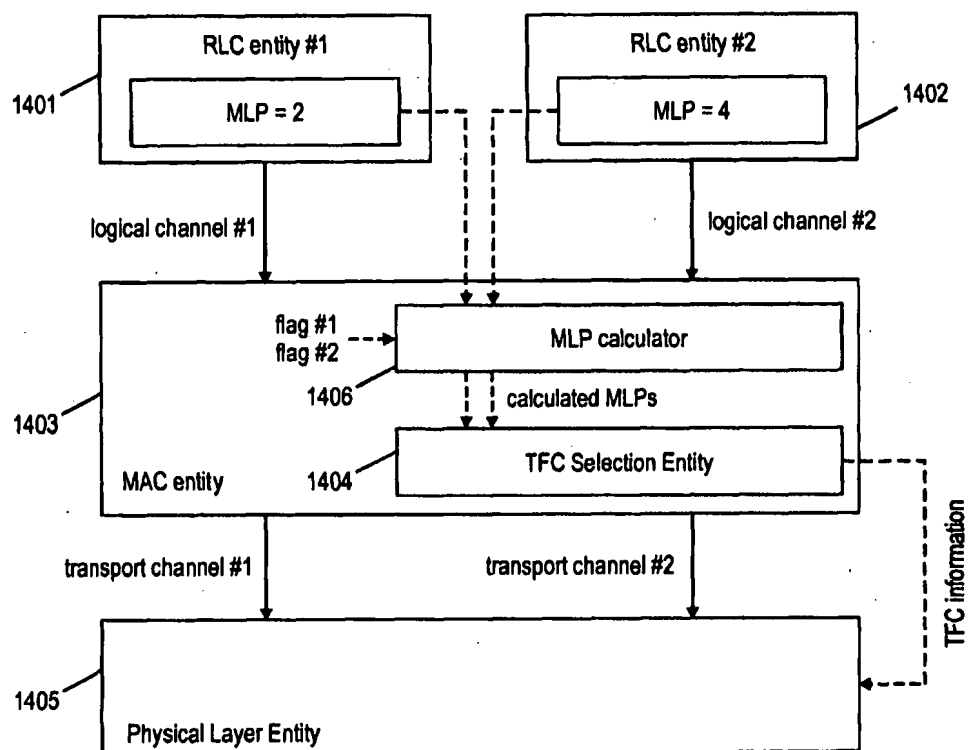 RLC entity #1
RLC entity #2
1401
MLP = 2
MLP = 4
1402
logical channel #1
logical channel #2
flag #1
flag #2
MLP calculator
1406
calculated MLPs
1403
1404
TFC Selection Entity
MAC entity
transport channel #1
transport channel #2
TFC information
1405
Physical Layer Entity